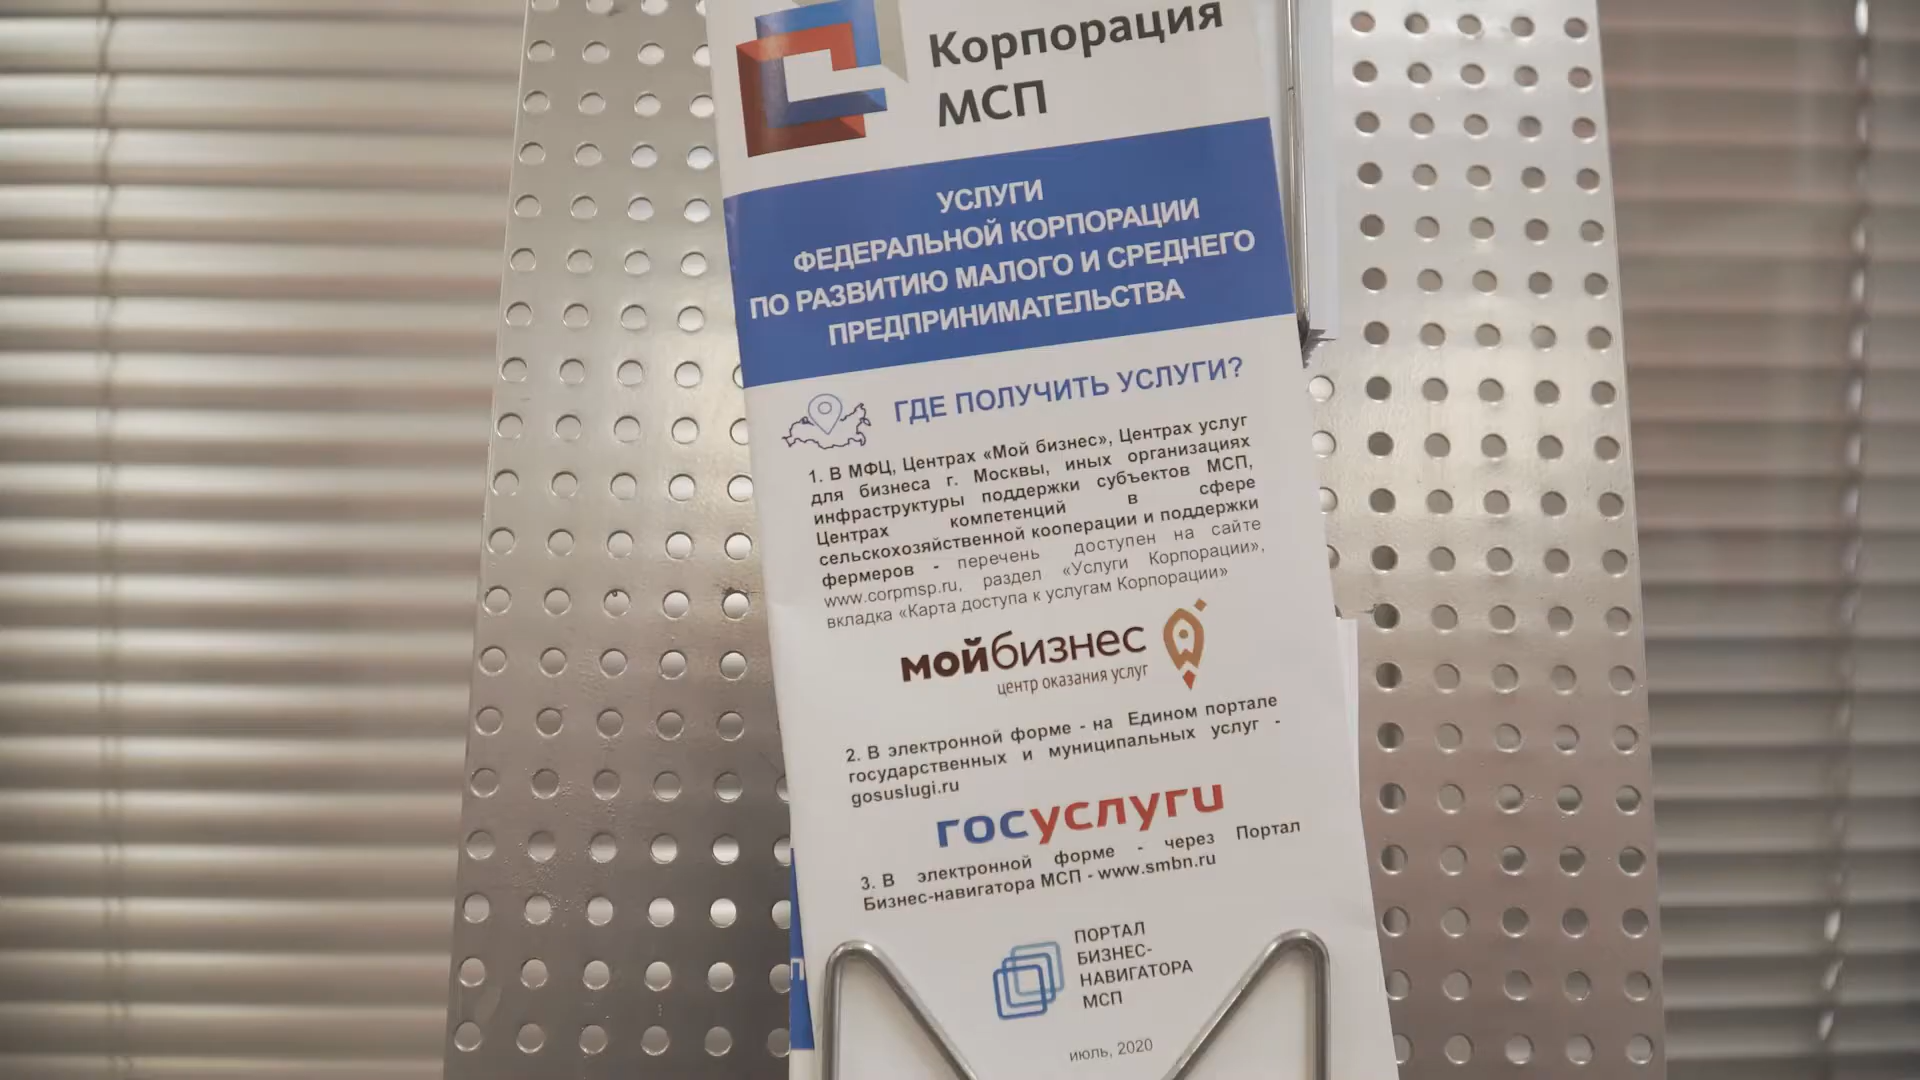 Корпорация
МСП
УСЛУГИ
ФЕДЕРАЛЬНОЙ КОРПОРАЦИИ
ПО РАЗВИТИЮ МАЛОГО И СРЕДНЕГО
ПРЕДПРИНИМАТЕЛЬСТВА
ГДЕ ПОЛУЧИТЬ УСЛУГИ?
1. В МФЦ, Центрах «Мой бизнес», Центрах услуг
для бизнеса г. Москвы, иных организациях
инфраструктуры поддержки субъектов МСП,
Центрах компетенций в сфере
сельскохозяйственной кооперации и поддержки
фермеров - перечень доступен на сайте
www.corpmsp.ru, раздел «Услуги Корпорации»,
вкладка «Карта доступа к услугам Корпорации»
мойбизнес
центр оказания услуг
2. В электронной форме - на Едином портале
государственных и муниципальных услуг -
gosuslugi.ru
госуслуги
3. В электронной форме - через Портал
Бизнес-навигатора МСП - www.smbn.ru
ПОРТАЛ
БИЗНЕС-
НАВИГАТОРА
МСП
июль, 2020